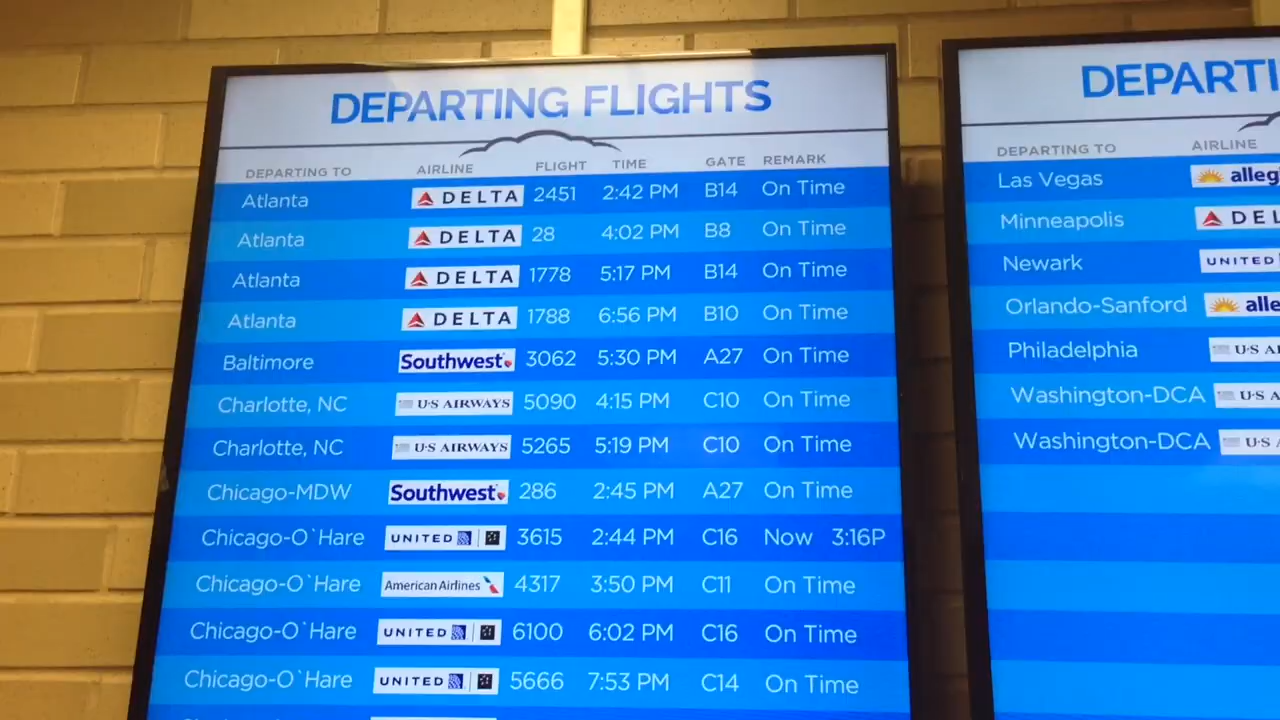 DEPARTING FLIGHTS
DEPARTING TO AIRLINE FLIGHT TIME GATE REMARK
Atlanta DELTA 2451 2:42 PM B14 On Time
Atlanta DELTA 28 4:02 PM B8 On Time
Atlanta DELTA 1778 5:17 PM B14 On Time
Atlanta DELTA 1788 6:56 PM B10 On Time
Baltimore Southwest 3062 5:30 PM A27 On Time
Charlotte, NC U·S AIRWAYS 5090 4:15 PM C10 On Time
Charlotte, NC U·S AIRWAYS 5265 5:19 PM C10 On Time
Chicago-MDW Southwest 286 2:45 PM A27 On Time
Chicago-O`Hare UNITED 3615 2:44 PM C16 Now 3:16P
Chicago-O`Hare American Airlines 4317 3:50 PM C11 On Time
Chicago-O`Hare UNITED 6100 6:02 PM C16 On Time
Chicago-O`Hare UNITED 5666 7:53 PM C14 On Time
DEPARTI
DEPARTING TO AIRLINE
Las Vegas alleg
Minneapolis DEL
Newark UNITED
Orlando-Sanford alle
Philadelphia U·S AI
Washington-DCA U·S A
Washington-DCA U·S